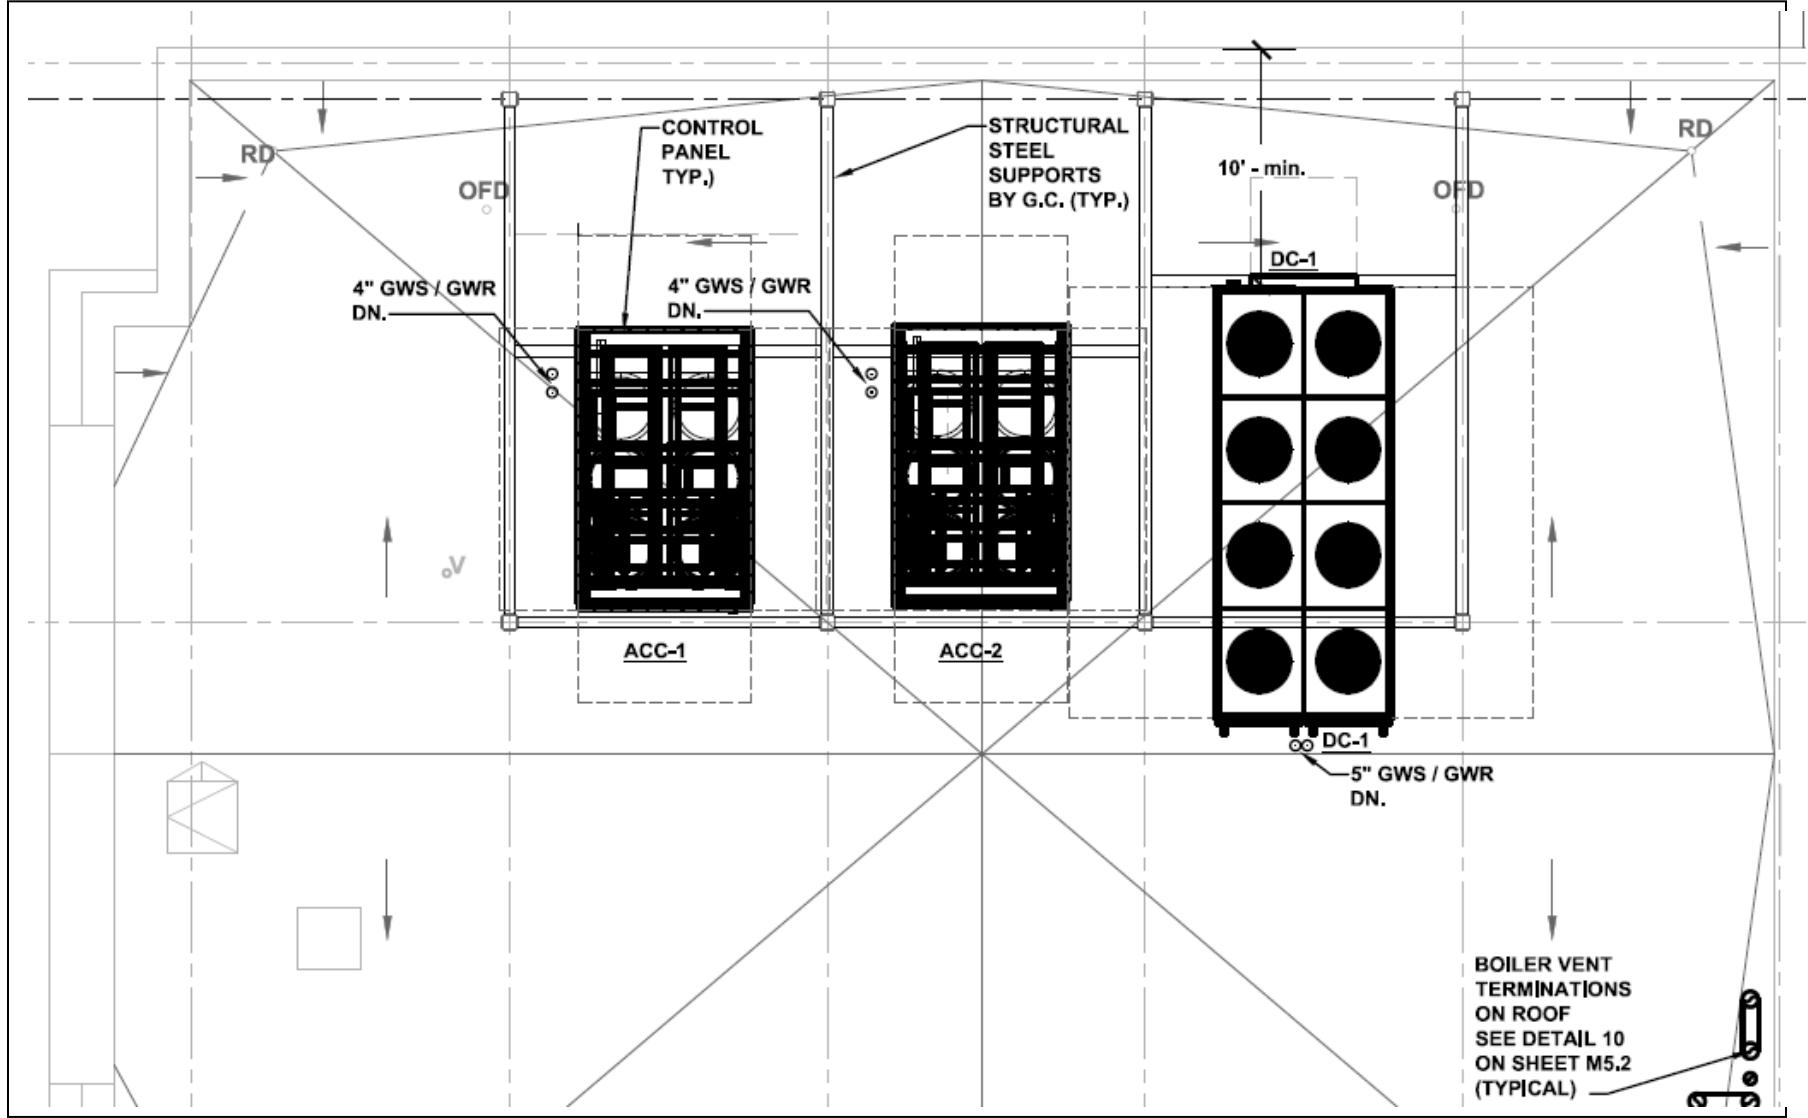 CONTROL
PANEL
TYP.)
STRUCTURAL
STEEL
SUPPORTS
BY G.C. (TYP.)
10' - min.
RD
RD
OFD
OFD
DC-1
4" GWS / GWR
DN.
4" GWS / GWR
DN.
V
ACC-1
ACC-2
DC-1
5" GWS / GWR
DN.
BOILER VENT
TERMINATIONS
ON ROOF
SEE DETAIL 10
ON SHEET M5.2
(TYPICAL)